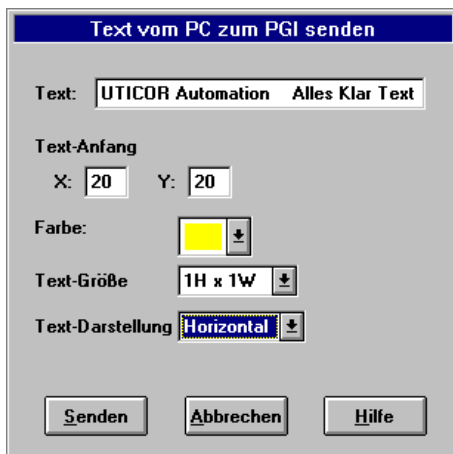 Text vom PC zum PGI senden
Text: UTICOR Automation Alles Klar Text
Text-Anfang
X: 20 Y: 20
Farbe:
Text-Größe 1H x 1W
Text-Darstellung Horizontal
Senden Abbrechen Hilfe